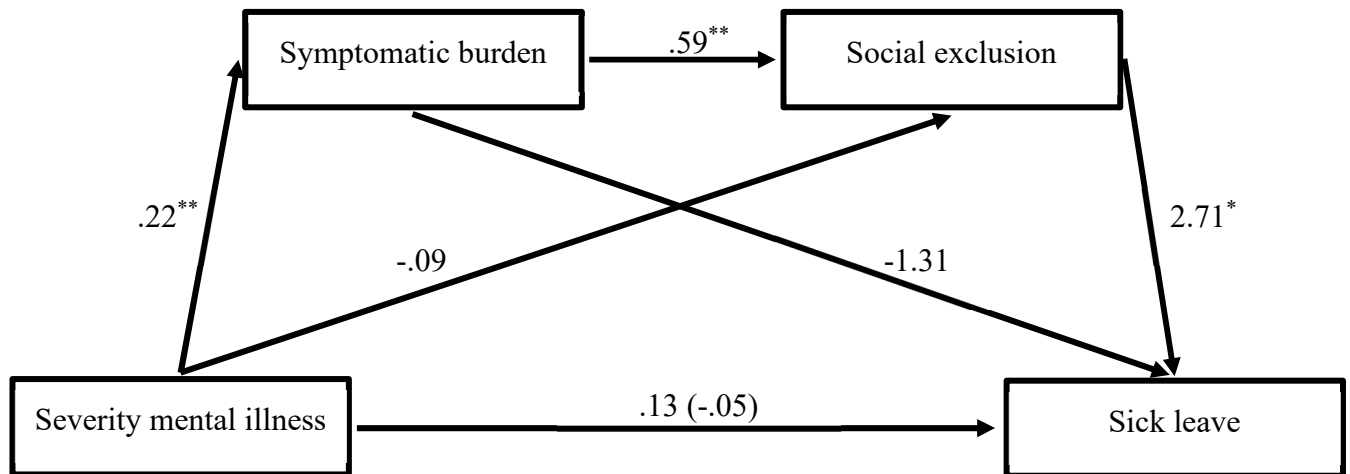 Symptomatic burden
.59**
Social exclusion
.22**
-.09
-1.31
2.71*
Severity mental illness
.13 (-.05)
Sick leave